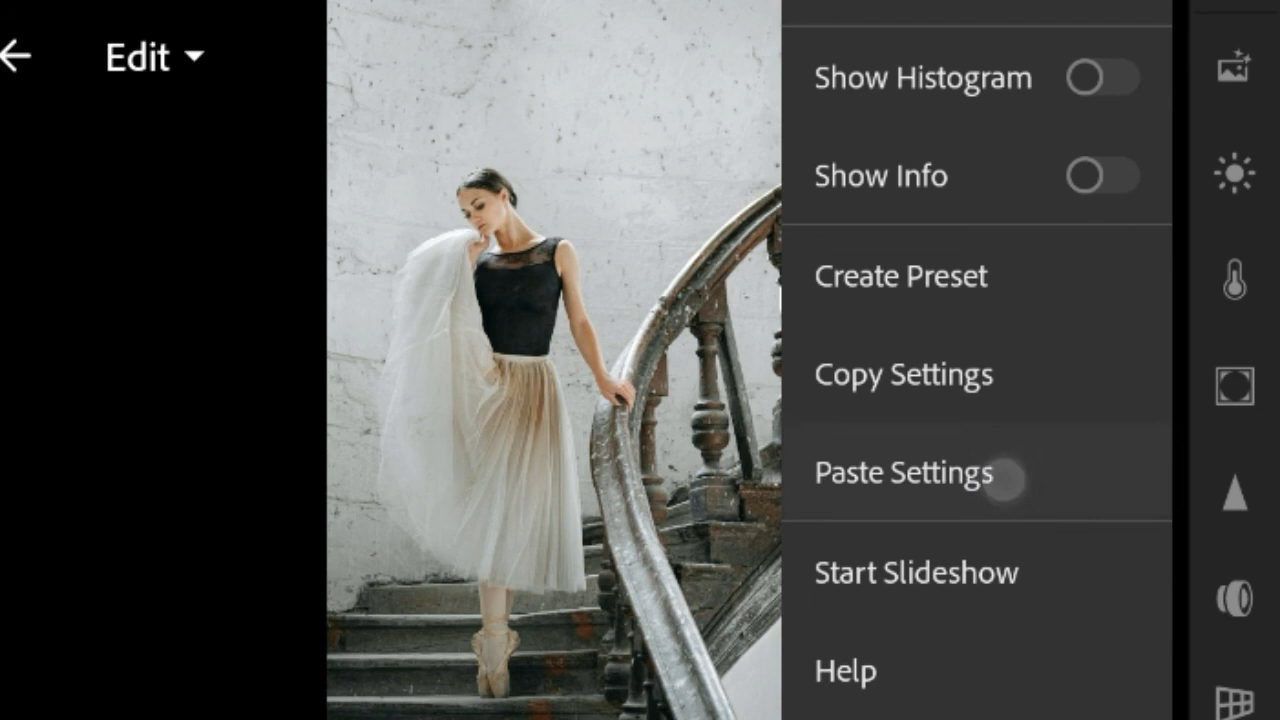 Edit
Show Histogram
Show Info
Create Preset
Copy Settings
Paste Settings
Start Slideshow
Help